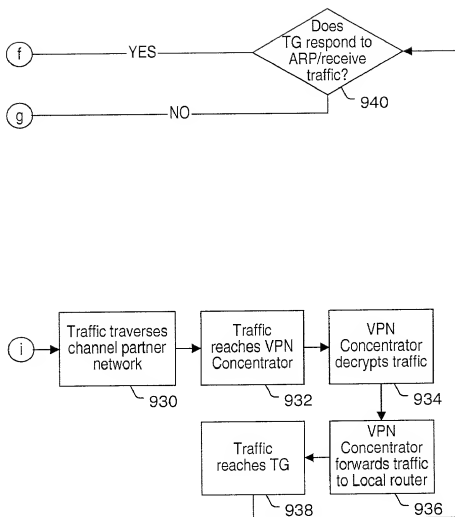 Does
TG respond to
ARP/receive
traffic?
940
f
YES
g
NO
i
Traffic traverses
channel partner
network
930
Traffic
reaches VPN
Concentrator
932
VPN
Concentrator
decrypts traffic
934
VPN
Concentrator
forwards traffic
to Local router
936
Traffic
reaches TG
938